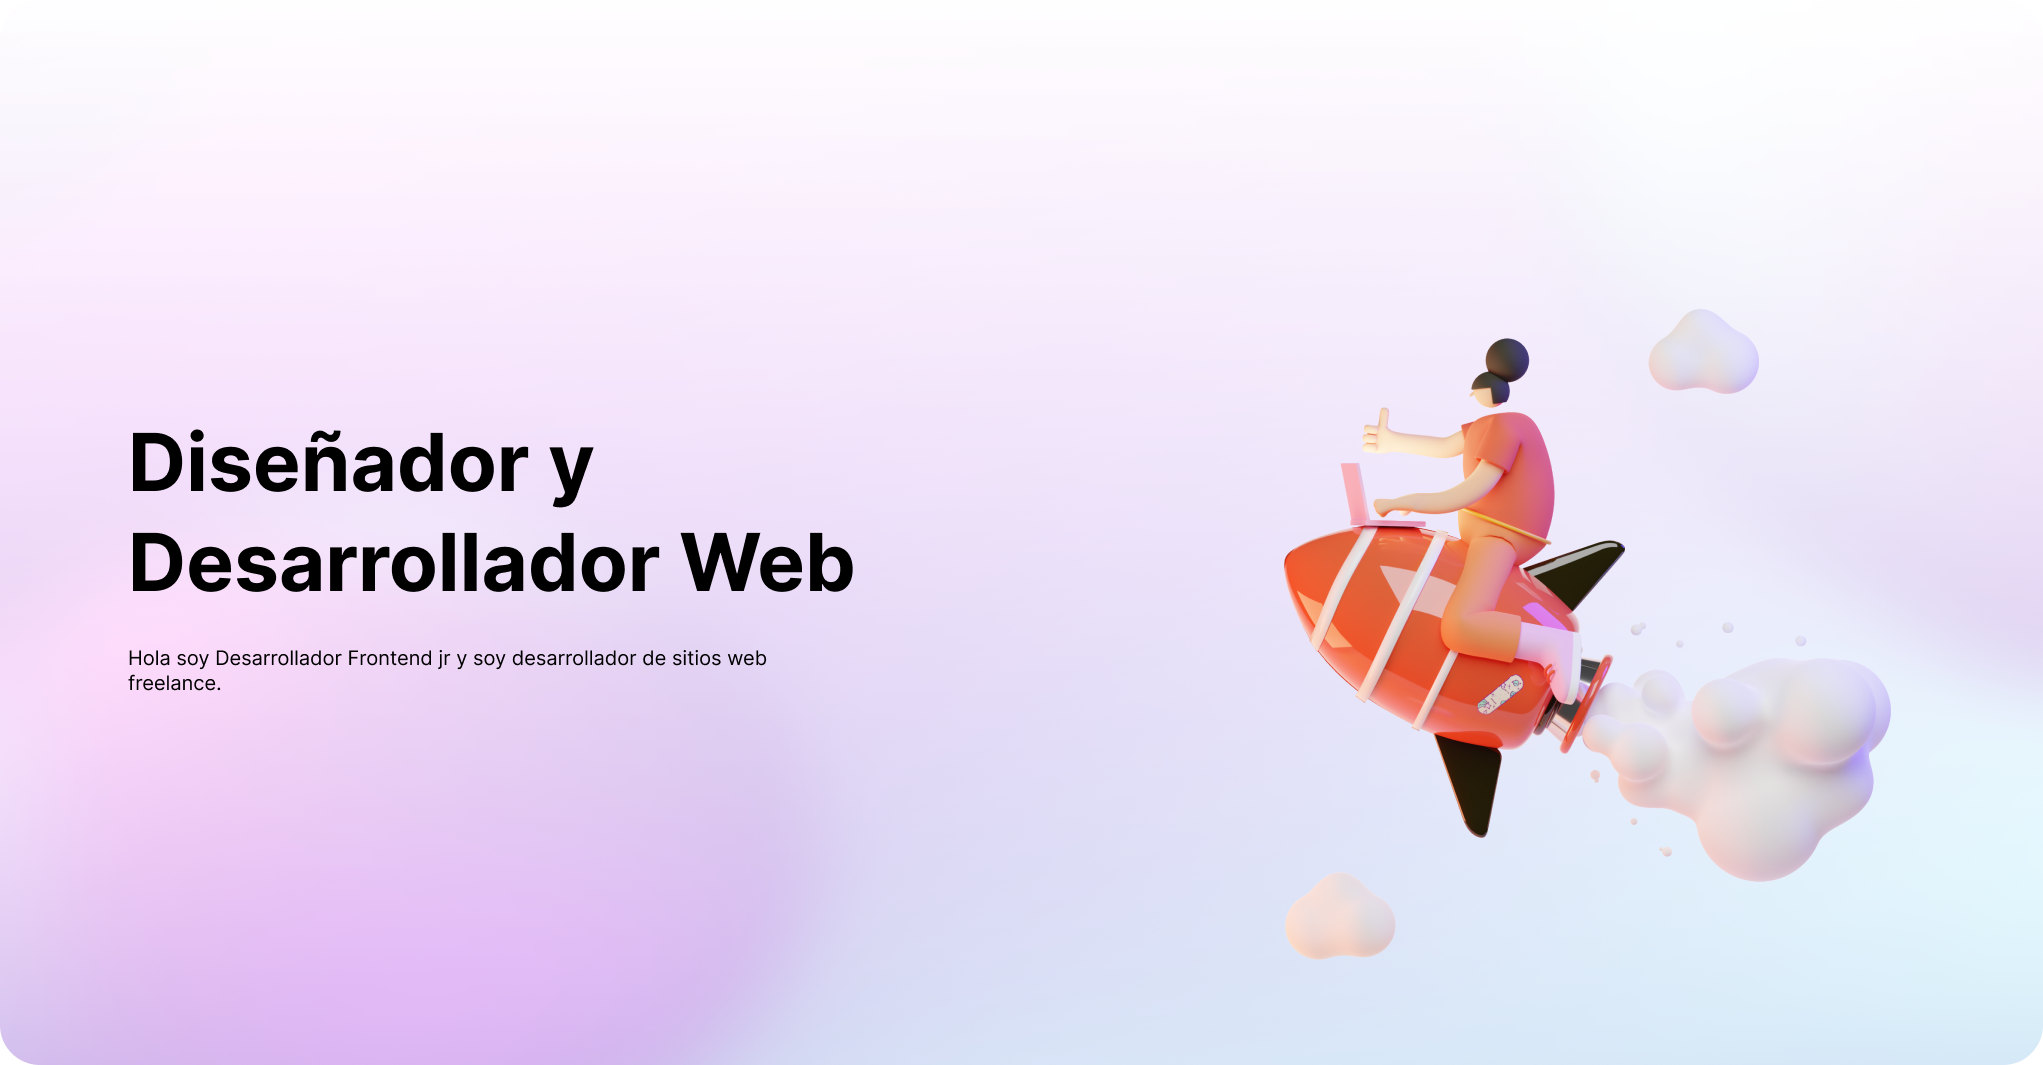 Diseñador y
Desarrollador Web
Hola soy Desarrollador Frontend jr y soy desarrollador de sitios web
freelance.